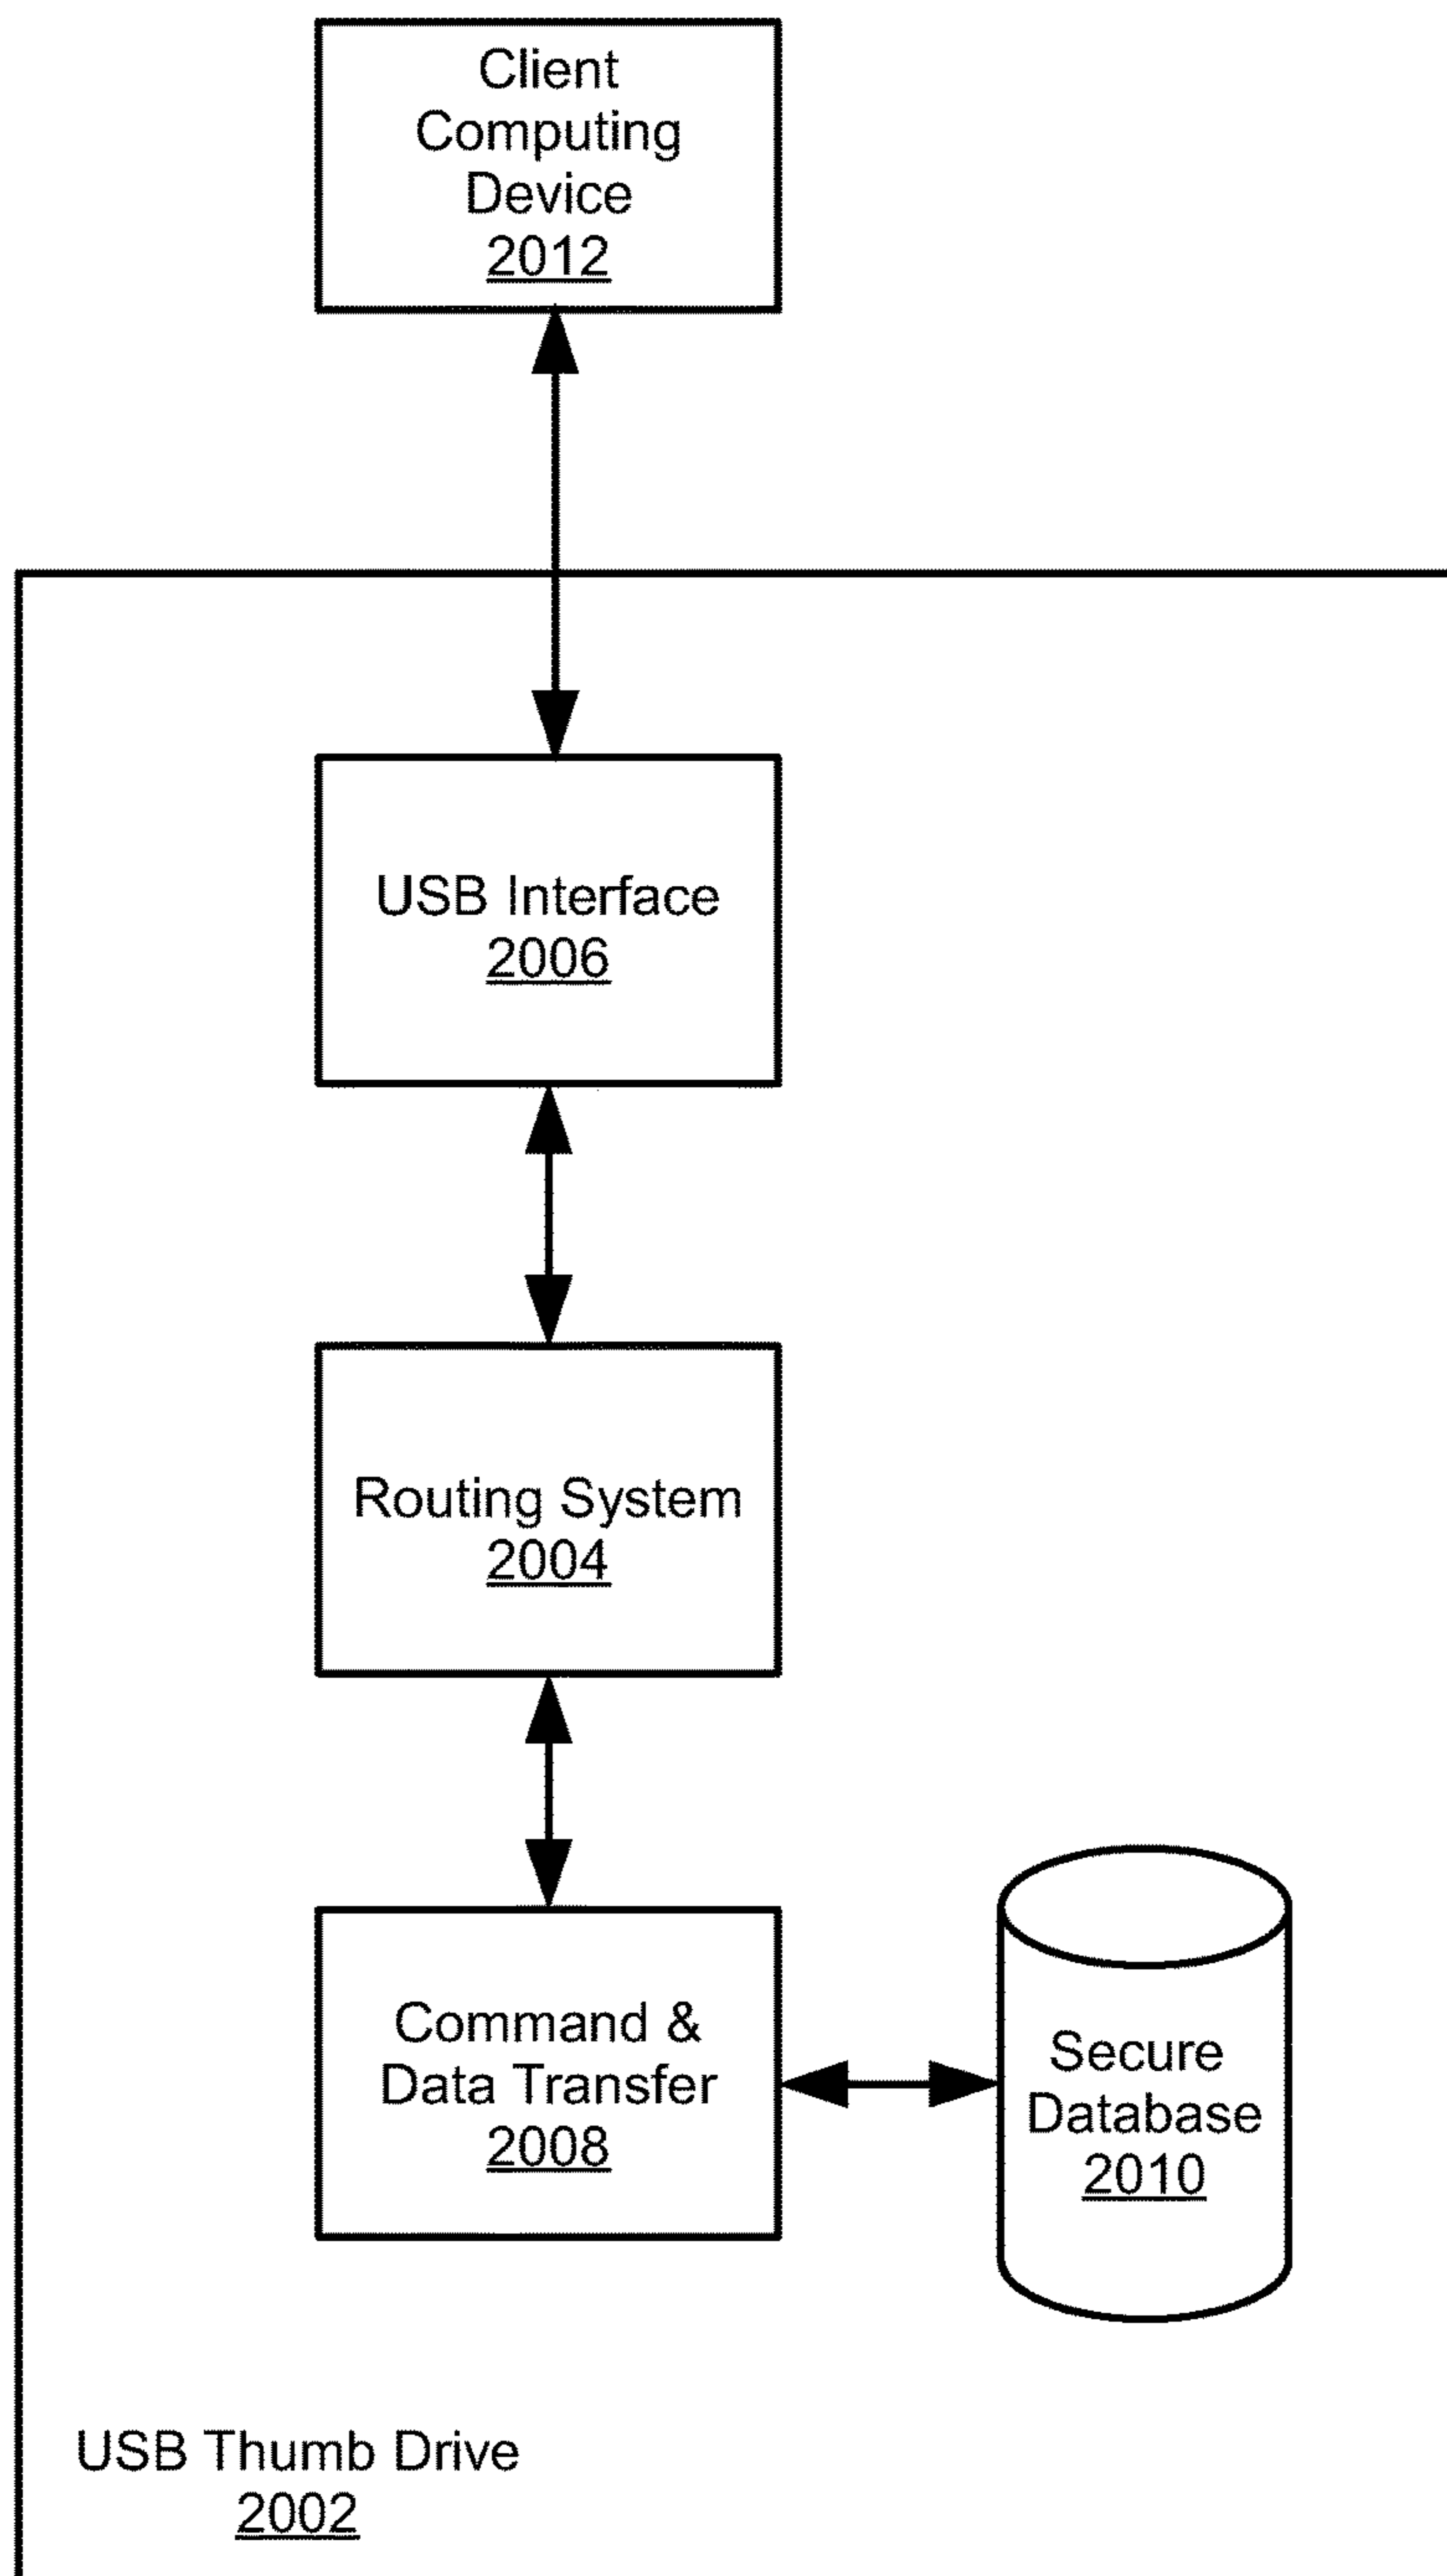 Client
Computing
Device
2012
USB Interface
2006
Routing System
2004
Command &
Data Transfer
2008
Secure
Database
2010
USB Thumb Drive
2002